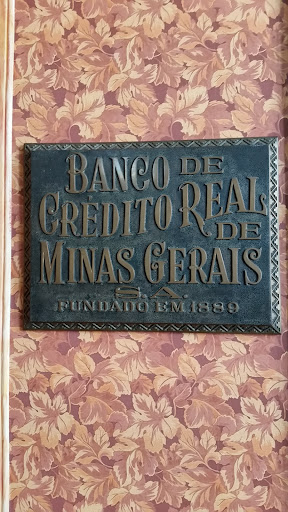 BANCO DE
CRÉDITO REAL
DE
MINAS GERAIS
S.A.
FUNDADO EM 1889